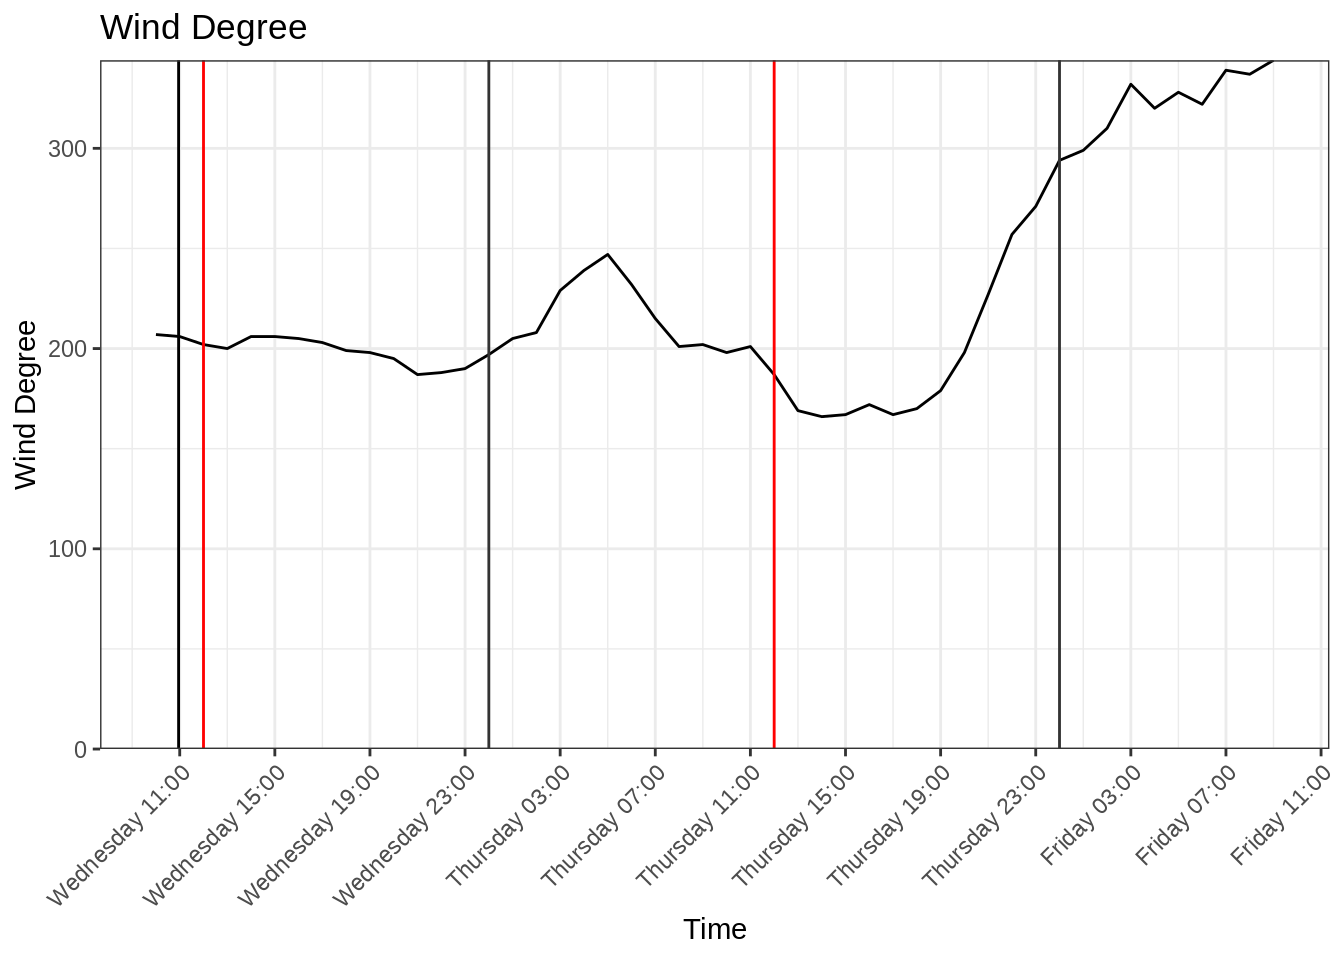 Wind Degree
Wind Degree
300
200
100
0
Wednesday 11:00
Wednesday 15:00
Wednesday 19:00
Wednesday 23:00
Thursday 03:00
Thursday 07:00
Thursday 11:00
Thursday 15:00
Thursday 19:00
Thursday 23:00
Friday 03:00
Friday 07:00
Friday 11:00
Time